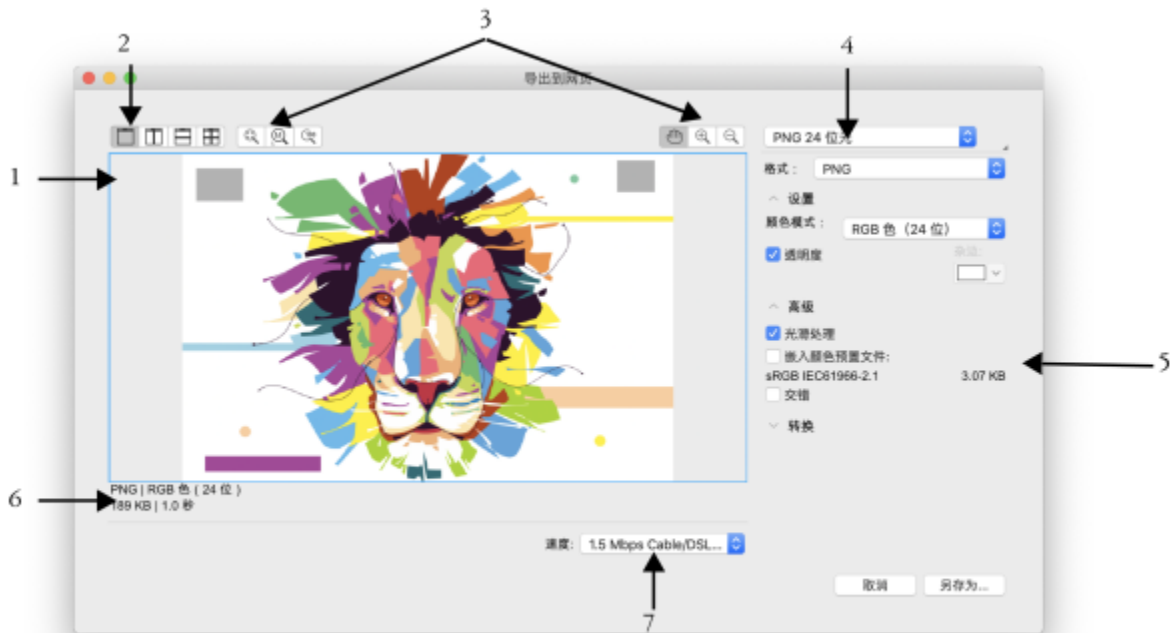 3
2
4
导出到网页
PNG 24 位元
1
格式: PNG
设置
颜色模式: RGB 色(24 位)
透明度
杂边:
高级
光滑处理
嵌入颜色预置文件:
5
sRGB IEC61966-2.1 3.07 KB
交错
转换
PNG | RGB 色 ( 24 位 )
6
189 KB | 1.0 秒
速度: 1.5 Mbps Cable/DSL...
取消
另存为...
7